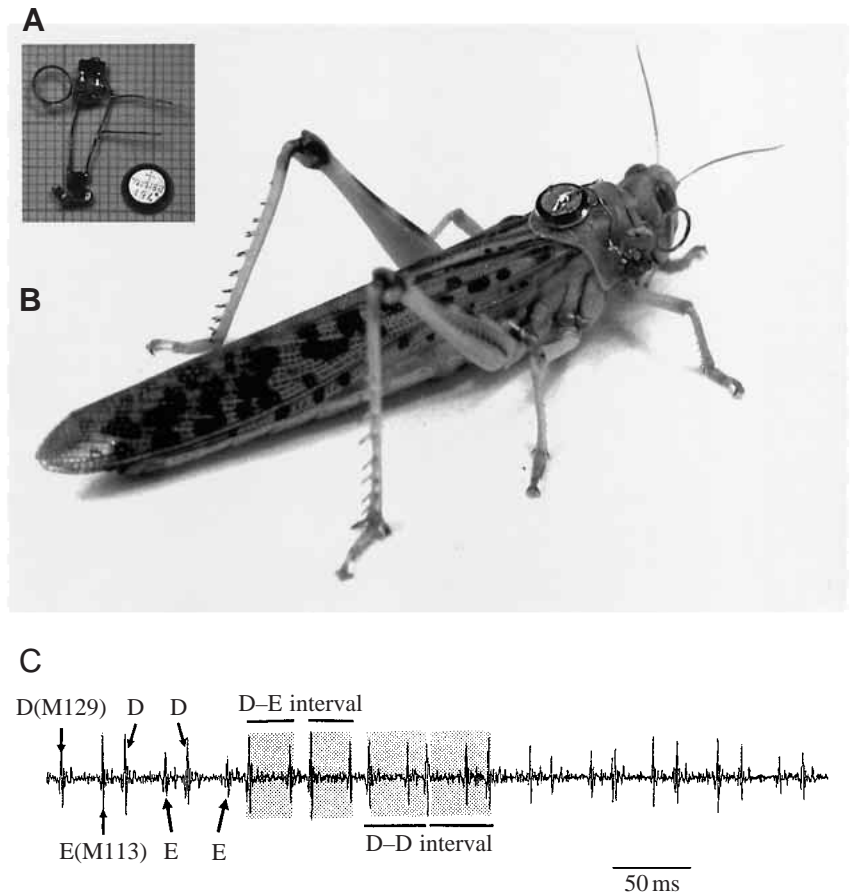 A
B
C
D(M129) D D
D–E interval
E(M113) E E
D–D interval
50 ms